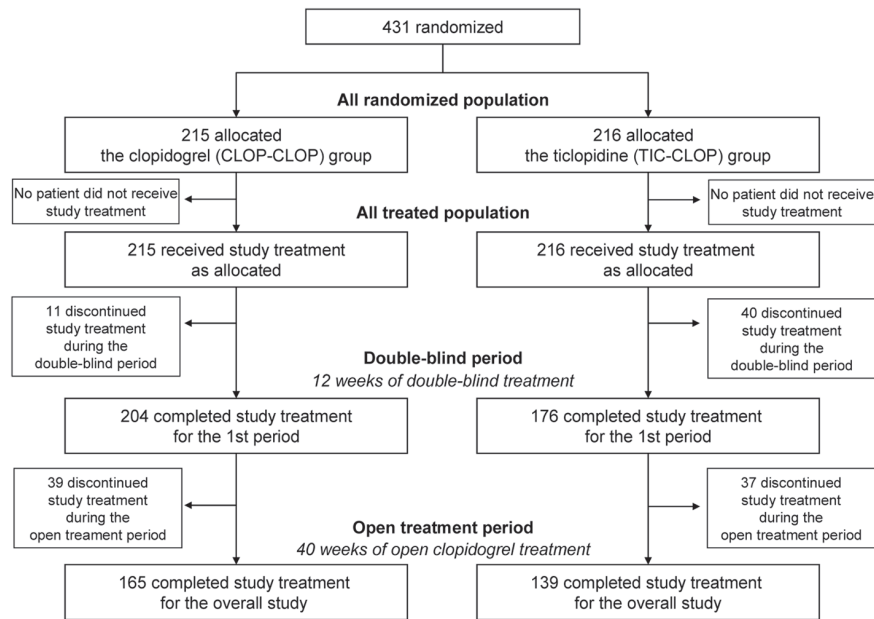 431 randomized
All randomized population
215 allocated
the clopidogrel (CLOP-CLOP) group
216 allocated
the ticlopidine (TIC-CLOP) group
No patient did not receive
study treatment
No patient did not receive
study treatment
All treated population
215 received study treatment
as allocated
216 received study treatment
as allocated
11 discontinued
study treatment
during the
double-blind period
40 discontinued
study treatment
during the
double-blind period
Double-blind period
12 weeks of double-blind treatment
204 completed study treatment
for the 1st period
176 completed study treatment
for the 1st period
39 discontinued
study treatment
during the
open treament period
37 discontinued
study treatment
during the
open treatment period
Open treatment period
40 weeks of open clopidogrel treatment
165 completed study treatment
for the overall study
139 completed study treatment
for the overall study